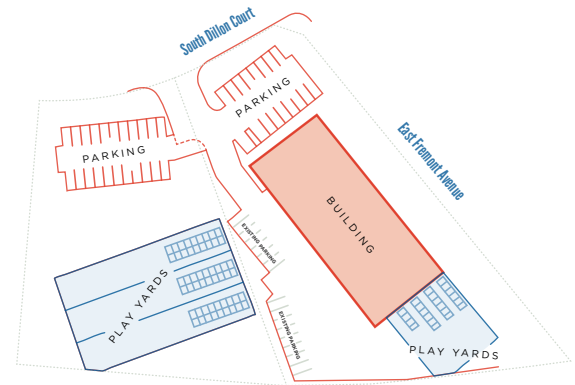 South Dillon Court
PARKING
East Fremont Avenue
PARKING
BUILDING
EXISTING PARKING
PLAY YARDS
EXISTING PARKING
PLAY YARDS